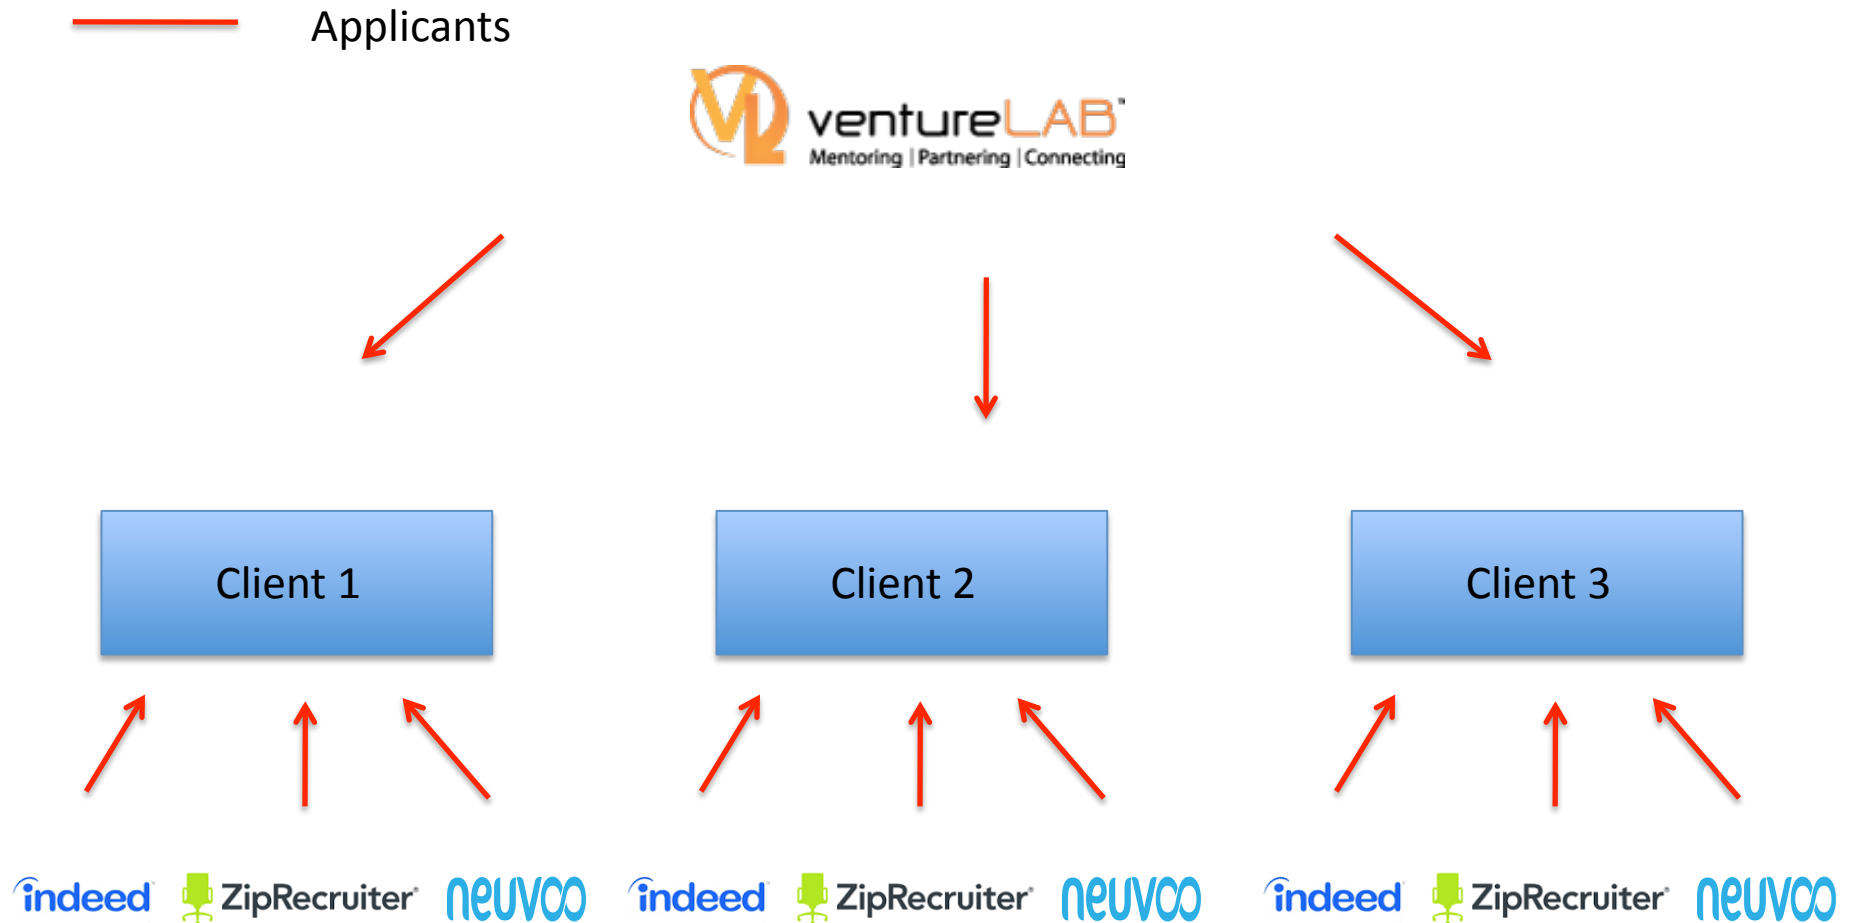 Applicants
ventureLAB™
Mentoring | Partnering | Connecting
Client 1
Client 2
Client 3
indeed ZipRecruiter neuvoo indeed ZipRecruiter neuvoo indeed ZipRecruiter neuvoo